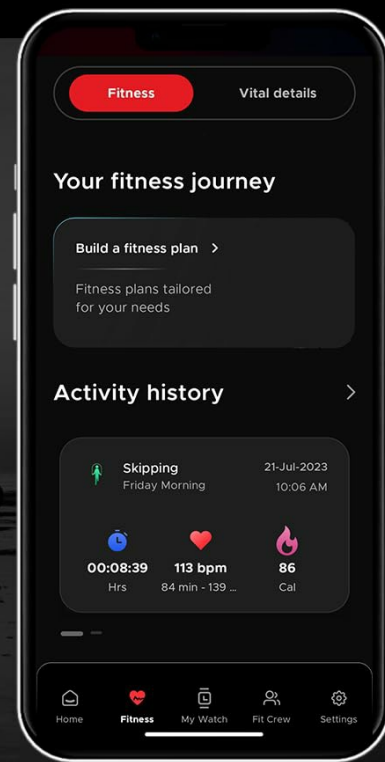 Fitness
Vital details
Your fitness journey
Build a fitness plan >
Fitness plans tailored
for your needs
Activity history >
Skipping
21-Jul-2023
Friday Morning
10:06 AM
00:08:39
113 bpm
86
Hrs
84 min - 139 ...
Cal
Home
Fitness
My Watch
Fit Crew
Settings